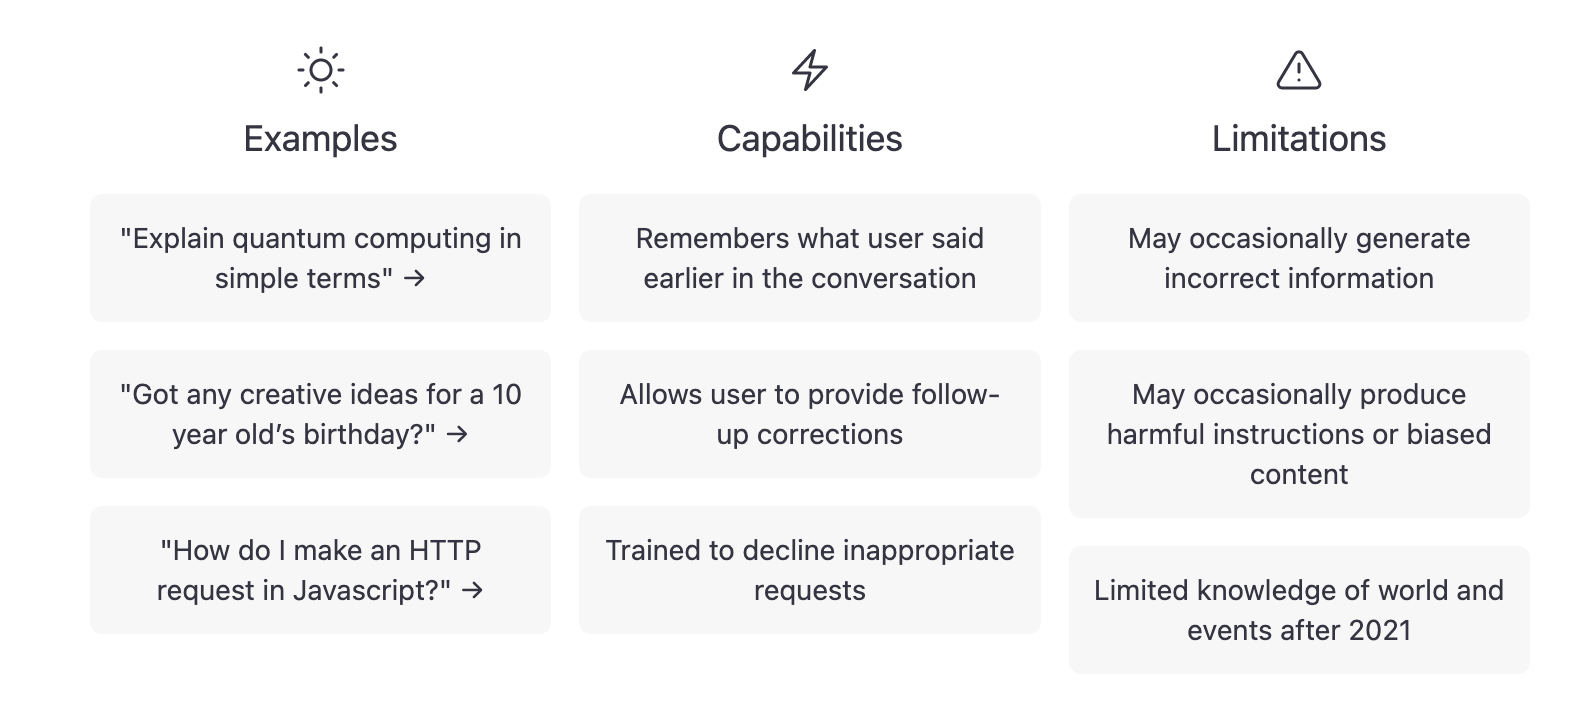 Examples
"Explain quantum computing in
simple terms" →
"Got any creative ideas for a 10
year old’s birthday?" →
"How do I make an HTTP
request in Javascript?" →
Capabilities
Remembers what user said
earlier in the conversation
Allows user to provide follow-
up corrections
Trained to decline inappropriate
requests
Limitations
May occasionally generate
incorrect information
May occasionally produce
harmful instructions or biased
content
Limited knowledge of world and
events after 2021